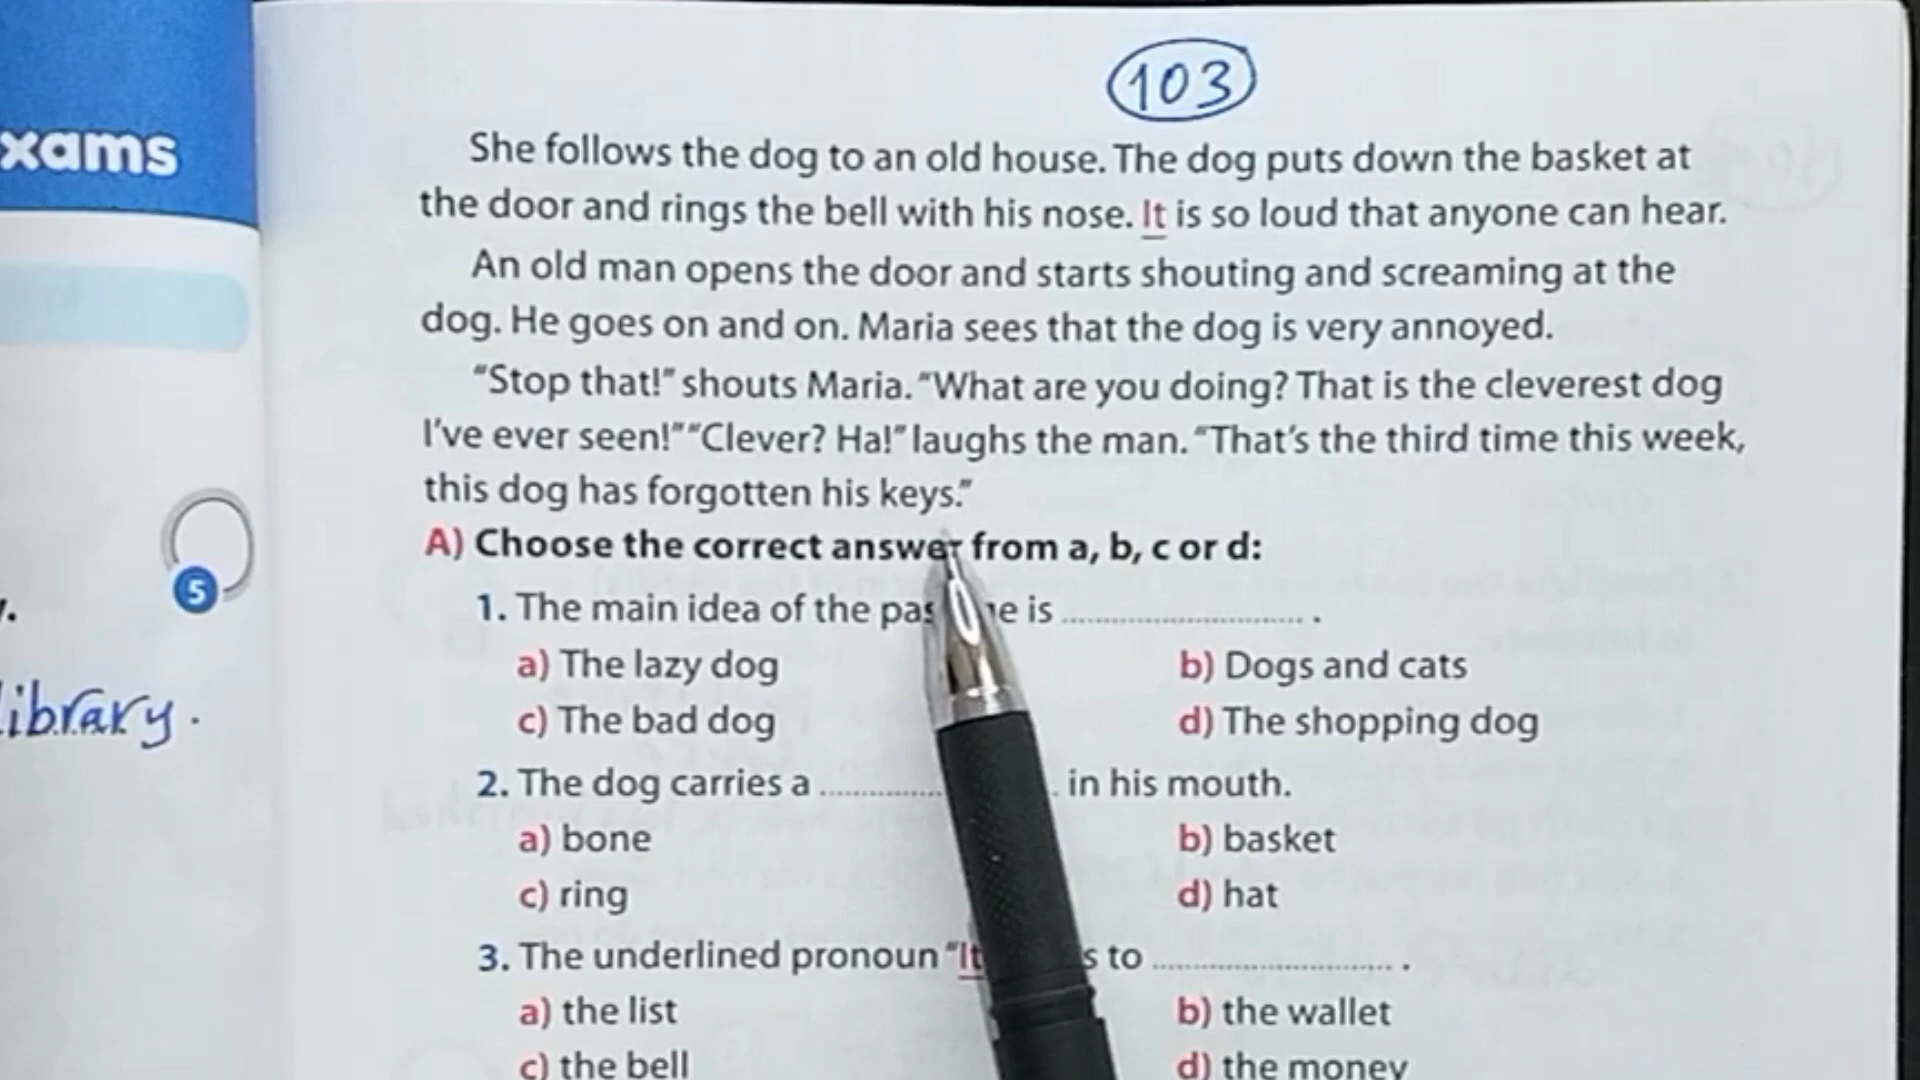 103
xams
She follows the dog to an old house. The dog puts down the basket at
the door and rings the bell with his nose. It is so loud that anyone can hear.
An old man opens the door and starts shouting and screaming at the
dog. He goes on and on. Maria sees that the dog is very annoyed.
“Stop that!” shouts Maria. “What are you doing? That is the cleverest dog
I’ve ever seen!” “Clever? Ha!” laughs the man. “That’s the third time this week,
this dog has forgotten his keys.”
A) Choose the correct answer from a, b, c or d:
5
1. The main idea of the is .
a) The lazy dog b) Dogs and cats
ibrary.
c) The bad dog d) The shopping dog
2. The dog carries a in his mouth.
a) bone b) basket
c) ring d) hat
3. The underlined pronoun “It to .
a) the list b) the wallet
c) the bell d) the money